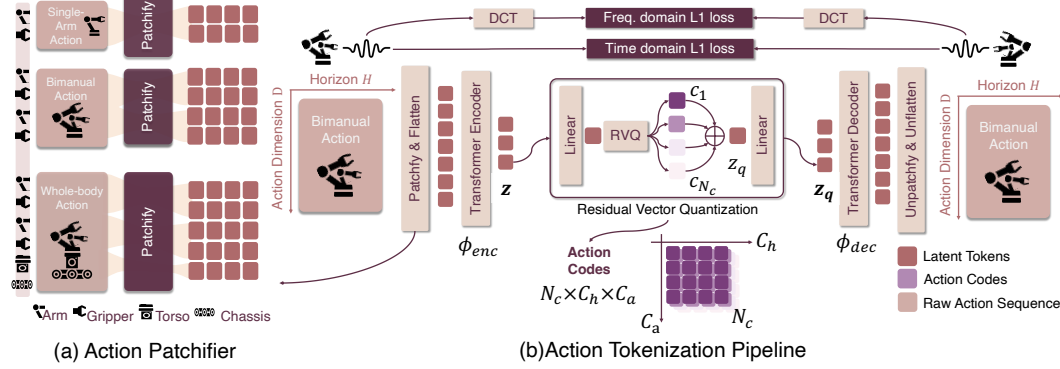 Single-Arm
Action
Patchify
Bimanual
Action
Patchify
Whole-body
Action
Patchify
Arm Gripper Torso Chassis
(a) Action Patchifier
DCT
Freq. domain L1 loss
DCT
Time domain L1 loss
Horizon H
Action Dimension D
Bimanual
Action
Patchfy & Flatten
Transformer Encoder
ϕenc
z
Linear
RVQ
c1
cNc
zq
Linear
Residual Vector Quantization
Action
Codes
Nc×Ch×Ca
Ch
Ca
Nc
zq
Transformer Decoder
ϕdec
Unpatchfy & Unflatten
Horizon H
Action Dimension D
Bimanual
Action
Latent Tokens
Action Codes
Raw Action Sequence
(b)Action Tokenization Pipeline